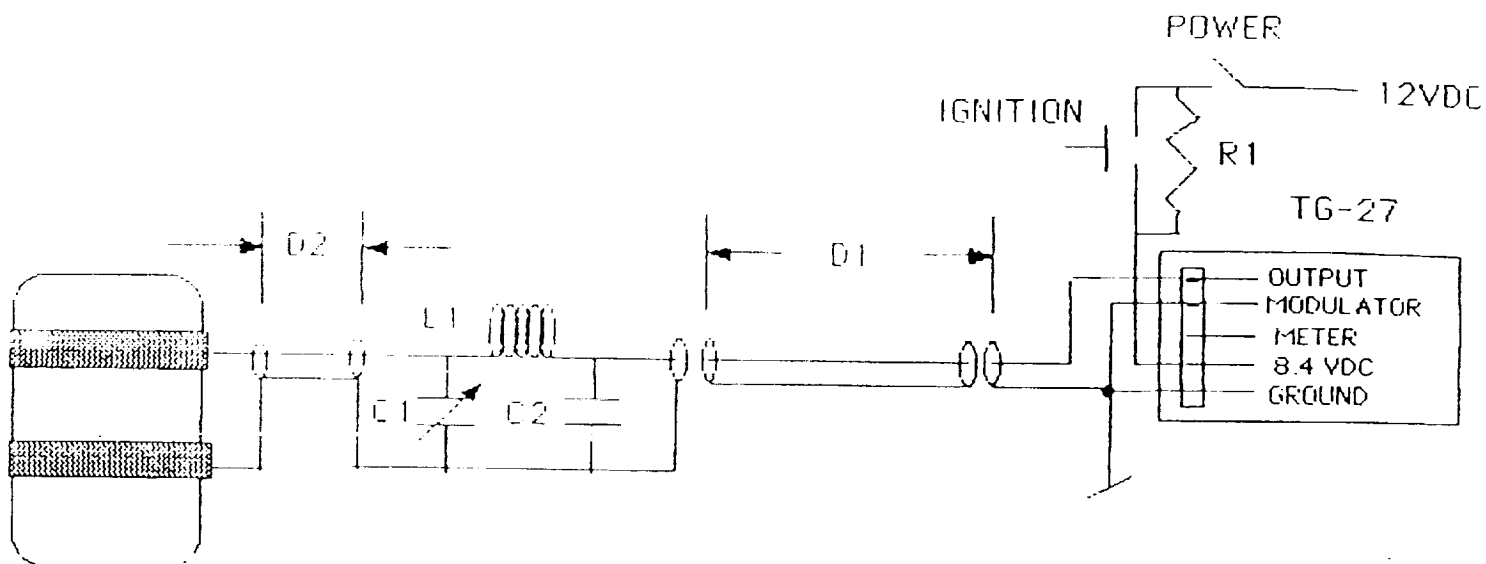 POWER
12VDC
IGNITION
R1
TG-27
D2
D1
L1
OUTPUT
MODULATOR
METER
8.4 VDC
GROUND
C1
C2